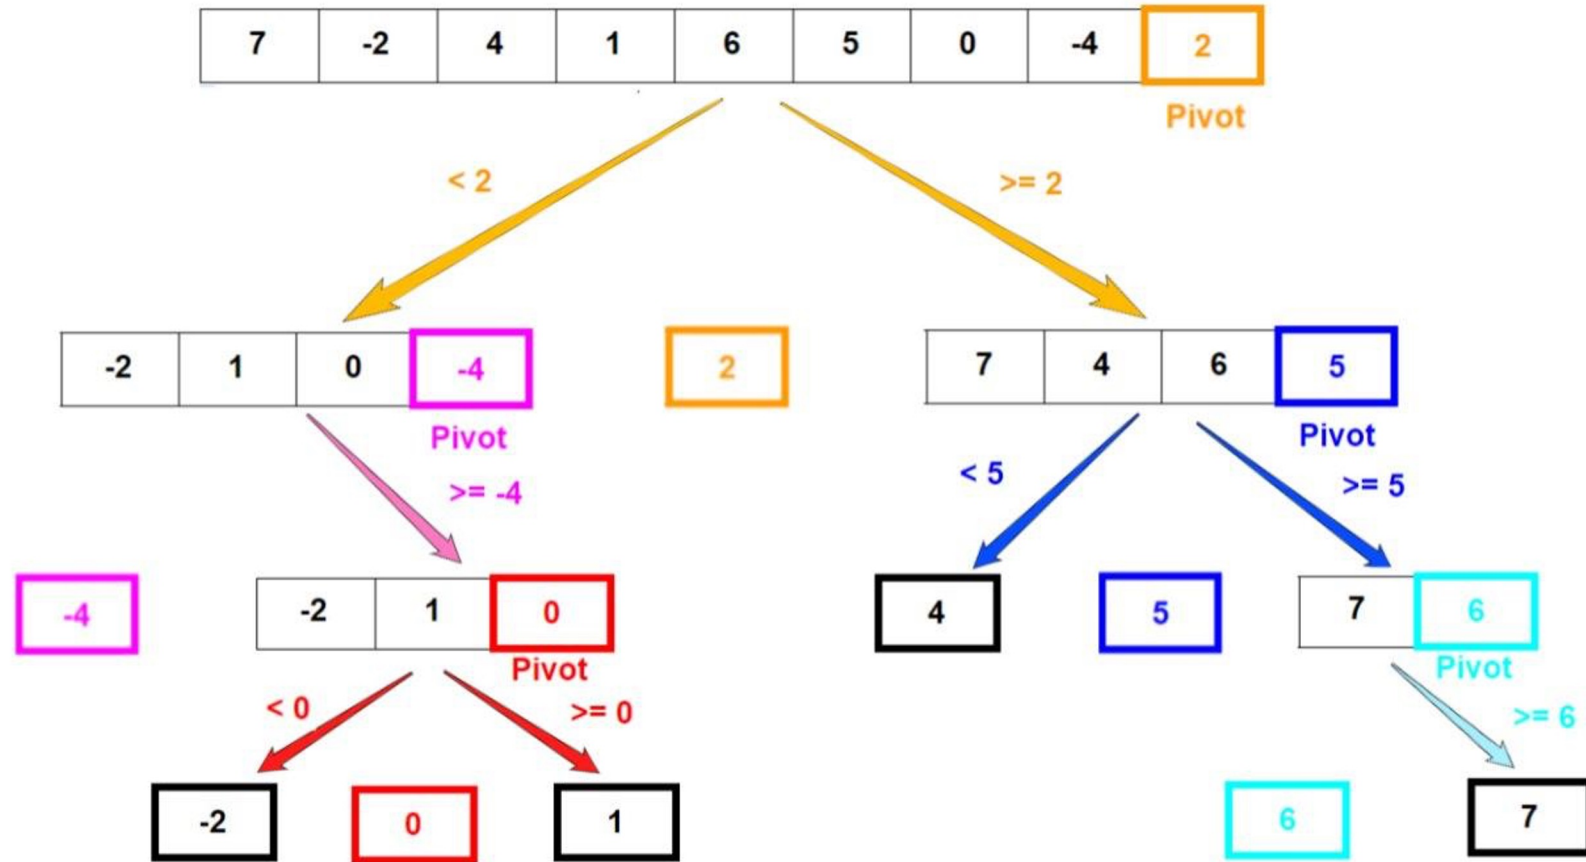 7 -2 4 1 6 5 0 -4 2
Pivot
< 2 >= 2
-2 1 0 -4 2 7 4 6 5
Pivot Pivot
>= -4 < 5 >= 5
-4 -2 1 0 4 5 7 6
Pivot Pivot
< 0 >= 0 >= 6
-2 0 1 6 7